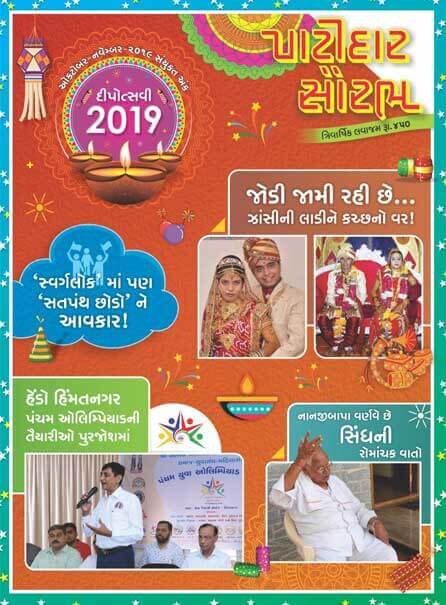 ઓક્ટોબર-નવેમ્બર-૨૦૧૯ સંયુક્ત અંક
દીપોત્સવી
2019
પાટીદાર
સૌરભ
ત્રિવાર્ષિક લવાજમ રૂા. ૪૫૦
જોડી જામી રહી છે...
ઝાંસીની લાડીને કચ્છનો વર!
'સ્વર્ગલોક' માં પણ
'સતપંથ છોડો' ને
આવકાર!
હેંડો હિંમતનગર
પંચમ ઓલિમ્પિયાડની
તૈયારીઓ પુરજોશમાં
પંચમ યુવા ઓલિમ્પિયાડ
નાનજીબાપા વર્ણવે છે
સિંધની
રોમાંચક વાતો